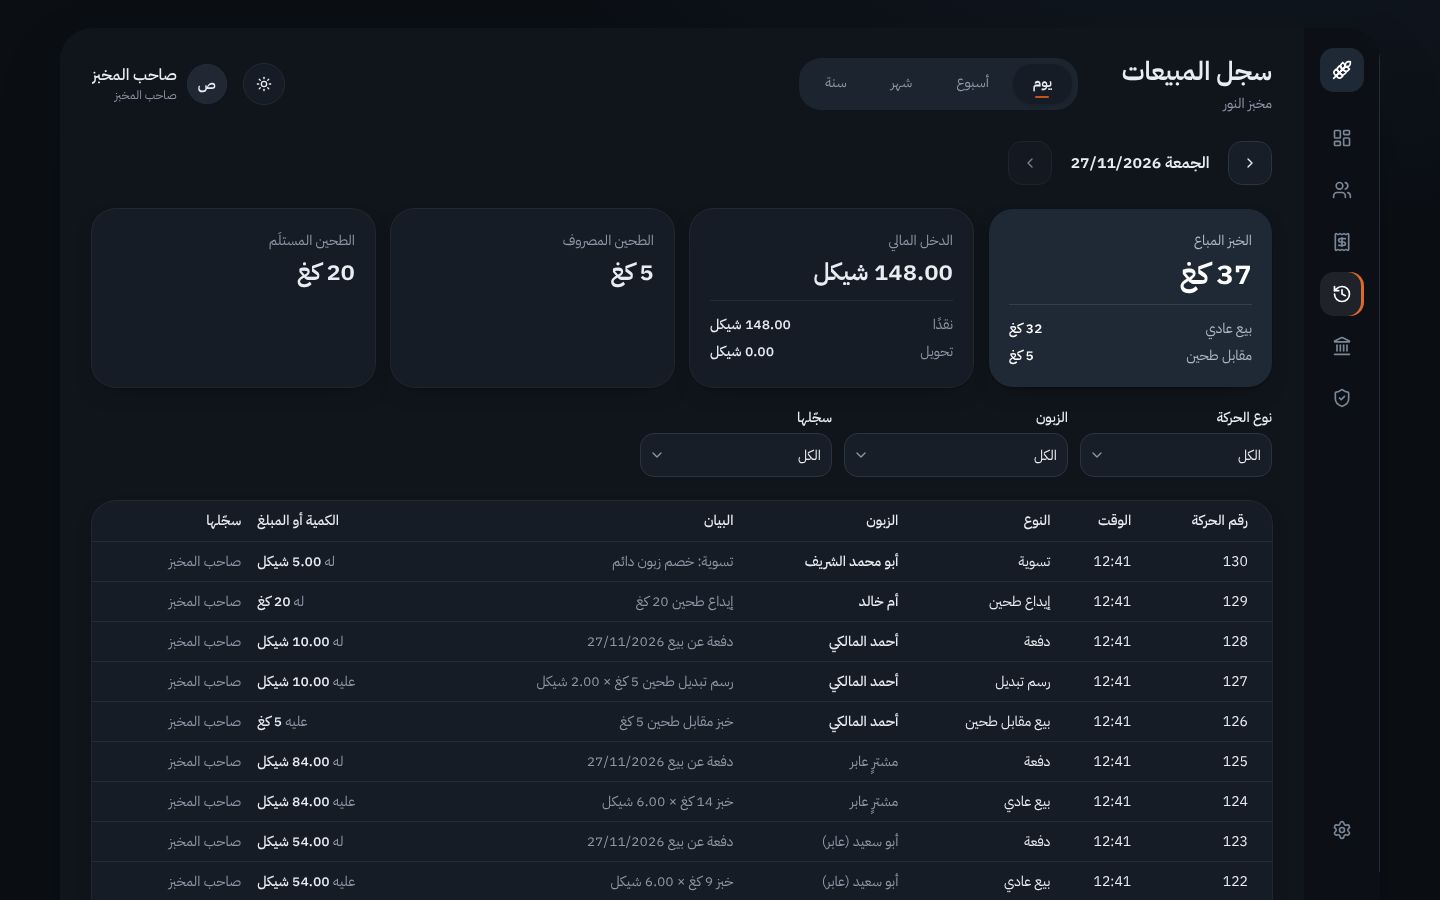 سجل المبيعات
مخبز النور
يوم
أسبوع
شهر
سنة
ص
صاحب المخبز
صاحب المخبز
الجمعة 27/11/2026
الخبز المباع
37 كغ
بيع عادي 32 كغ
مقابل طحين 5 كغ
الدخل المالي
148.00 شيكل
نقدًا 148.00 شيكل
تحويل 0.00 شيكل
الطحين المصروف
5 كغ
الطحين المستلَم
20 كغ
نوع الحركة
الكل
الزبون
الكل
سجّلها
الكل
رقم الحركة الوقت النوع الزبون البيان الكمية أو المبلغ سجّلها
130 12:41 تسوية أبو محمد الشريف تسوية: خصم زبون دائم له 5.00 شيكل صاحب المخبز
129 12:41 إيداع طحين أم خالد إيداع طحين 20 كغ له 20 كغ صاحب المخبز
128 12:41 دفعة أحمد المالكي دفعة عن بيع 27/11/2026 له 10.00 شيكل صاحب المخبز
127 12:41 رسم تبديل أحمد المالكي رسم تبديل طحين 5 كغ × 2.00 شيكل عليه 10.00 شيكل صاحب المخبز
126 12:41 بيع مقابل طحين أحمد المالكي خبز مقابل طحين 5 كغ عليه 5 كغ صاحب المخبز
125 12:41 دفعة مشترٍ عابر دفعة عن بيع 27/11/2026 له 84.00 شيكل صاحب المخبز
124 12:41 بيع عادي مشترٍ عابر خبز 14 كغ × 6.00 شيكل عليه 84.00 شيكل صاحب المخبز
123 12:41 دفعة أبو سعيد (عابر) دفعة عن بيع 27/11/2026 له 54.00 شيكل صاحب المخبز
122 12:41 بيع عادي أبو سعيد (عابر) خبز 9 كغ × 6.00 شيكل عليه 54.00 شيكل صاحب المخبز